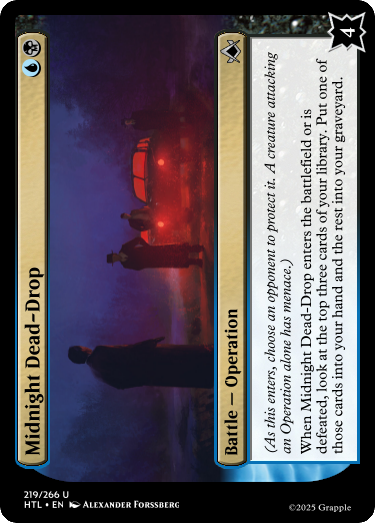 Midnight Dead-Drop
Battle — Operation
(As this enters, choose an opponent to protect it. A creature attacking
an Operation alone has menace.)
When Midnight Dead-Drop enters the battlefield or is
defeated, look at the top three cards of your library. Put one of
those cards into your hand and the rest into your graveyard.
4
219/266 U
HTL • EN Alexander Forssberg
©2025 Grapple